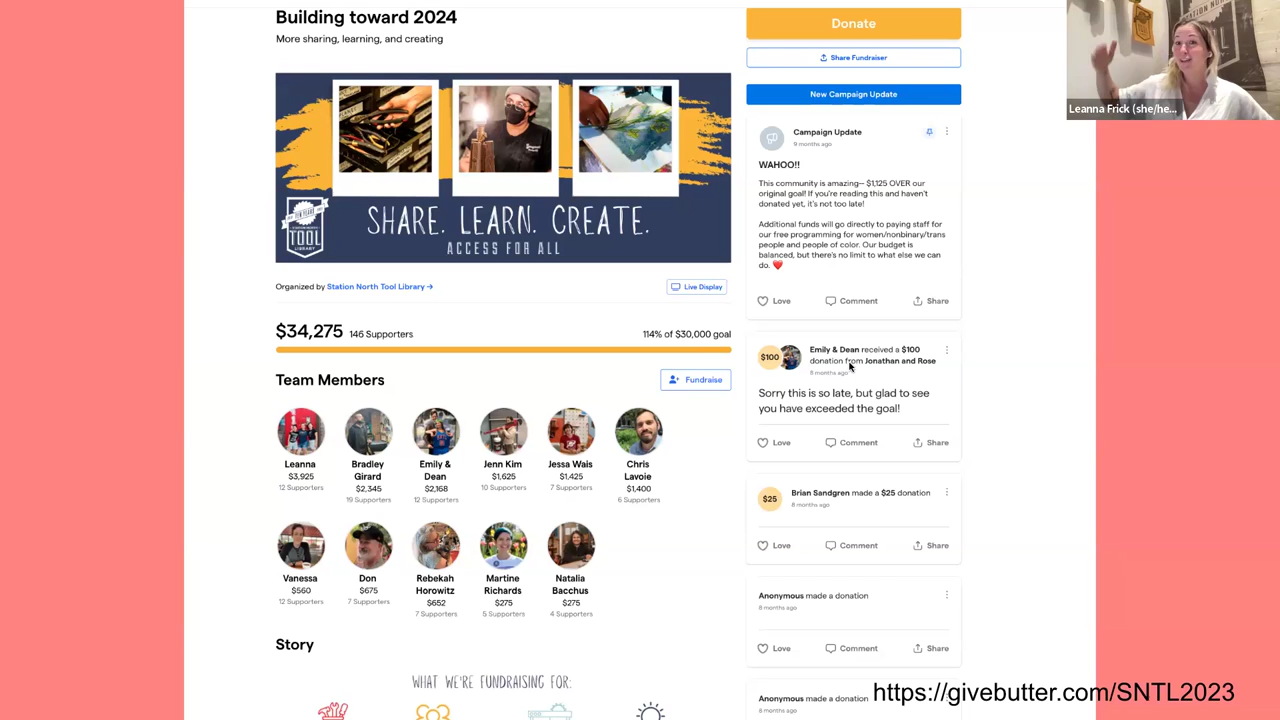 Building toward 2024
More sharing, learning, and creating
SHARE. LEARN. CREATE.
ACCESS FOR ALL
TOOL
LIBRARY
Organized by Station North Tool Library →
Live Display
$34,275 146 Supporters
114% of $30,000 goal
Team Members
Fundraise
Leanna
$3,925
12 Supporters
Bradley
Girard
$2,345
19 Supporters
Emily &
Dean
$2,168
12 Supporters
Jenn Kim
$1,625
10 Supporters
Jessa Wais
$1,425
7 Supporters
Chris
Lavoie
$1,400
6 Supporters
Vanessa
$560
12 Supporters
Don
$675
7 Supporters
Rebekah
Horowitz
$652
7 Supporters
Martine
Richards
$275
5 Supporters
Natalia
Bacchus
$275
4 Supporters
Story
WHAT WE'RE FUNDRAISING FOR:
Donate
Share Fundraiser
New Campaign Update
Campaign Update
9 months ago
WAHOO!!
This community is amazing— $1,125 OVER our
original goal! If you're reading this and haven't
donated yet, it's not too late!
Additional funds will go directly to paying staff for
our free programming for women/nonbinary/trans
people and people of color. Our budget is
balanced, but there's no limit to what else we can
do. ❤️
Love Comment Share
$100
Emily & Dean received a $100
donation from Jonathan and Rose
8 months ago
Sorry this is so late, but glad to see
you have exceeded the goal!
Love Comment Share
$25
Brian Sandgren made a $25 donation
8 months ago
Love Comment Share
Anonymous made a donation
8 months ago
Love Comment Share
Anonymous made a donation
8 months ago
Leanna Frick (she/he...
https://givebutter.com/SNTL2023